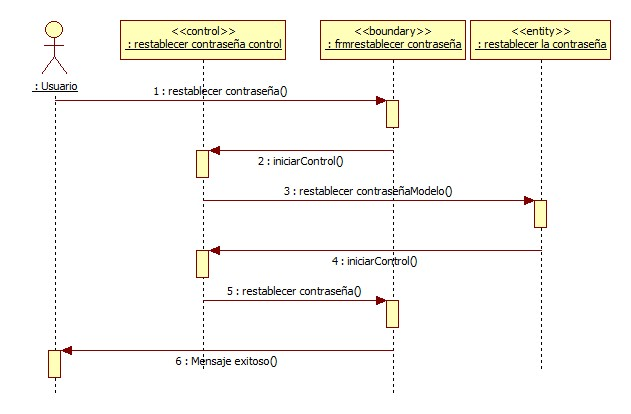 <<control>>
: restablecer contraseña control
<<boundary>>
: frmrestablecer contraseña
<<entity>>
: restablecer la contraseña
: Usuario
1 : restablecer contraseña()
2 : iniciarControl()
3 : restablecer contraseñaModelo()
4 : iniciarControl()
5 : restablecer contraseña()
6 : Mensaje exitoso()